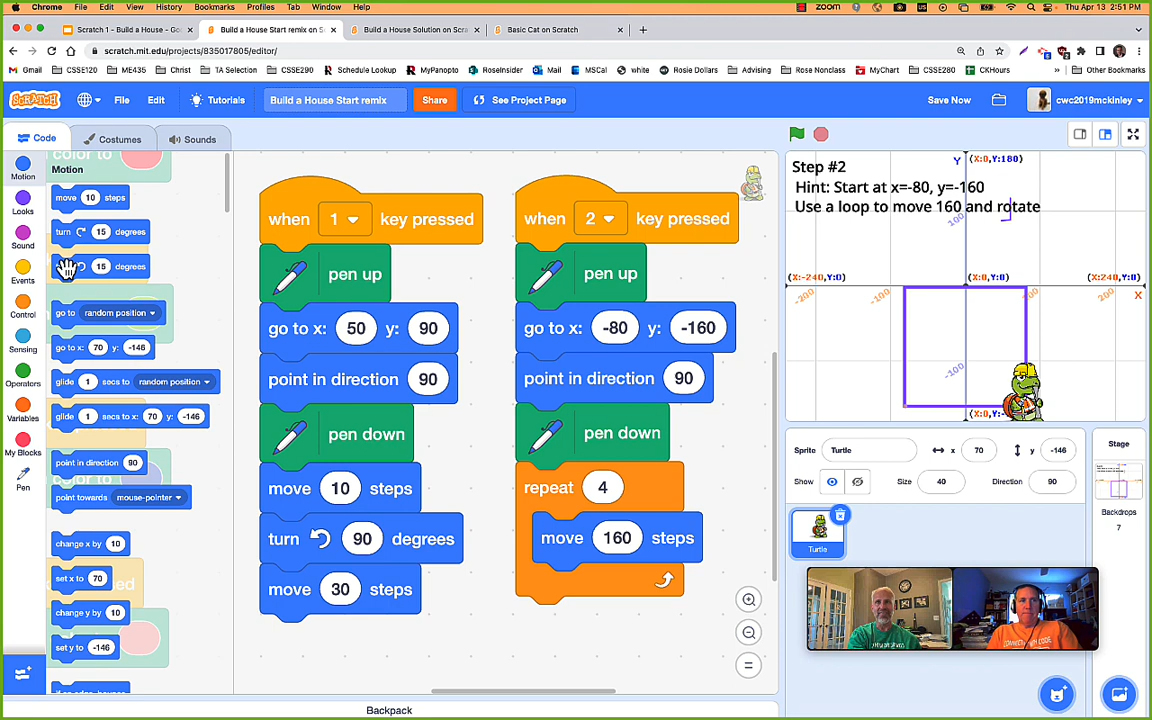 Chrome File Edit View History Bookmarks Profiles Tab Window Help zoom Thu Apr 13 2:51 PM
Scratch 1 - Build a House - Go Build a House Start remix on S Build a House Solution on Scra Basic Cat on Scratch
scratch.mit.edu/projects/835017805/editor/
Gmail CSSE120 ME435 Christ TA Selection CSSE290 Schedule Lookup MyPanopto RoseInsider Mail MSCal white Rosie Dollars Advising Rose Nonclass MyChart CSSE280 CKHours » Other Bookmarks
SCRATCH File Edit Tutorials Build a House Start remix Share See Project Page Save Now cwc2019mckinley
Code Costumes Sounds
Motion
Looks
Sound
Events
Control
Sensing
Operators
Variables
My Blocks
Pen
color to
Motion
move 10 steps
turn 15 degrees
15 degrees
go to random position
go to x: 70 y: -146
glide 1 secs to random position
glide 1 secs to x: 70 y: -146
point in direction 90
point towards mouse-pointer
change x by 10
set x to 70
change y by 10
set y to -146
when 1 key pressed
pen up
go to x: 50 y: 90
point in direction 90
pen down
move 10 steps
turn 90 degrees
move 30 steps
when 2 key pressed
pen up
go to x: -80 y: -160
point in direction 90
pen down
repeat 4
move 160 steps
Backpack
Y (X:0,Y:180)
Step #2
Hint: Start at x=-80, y=-160
Use a loop to move 160 and rotate
100
(X:-240,Y:0) (X:0,Y:0) (X:240,Y:0)
-200 -100 200 X
-100
(X:0,Y:-
Sprite Turtle x 70 y -146
Show Size 40 Direction 90
Turtle
Stage
Backdrops
7